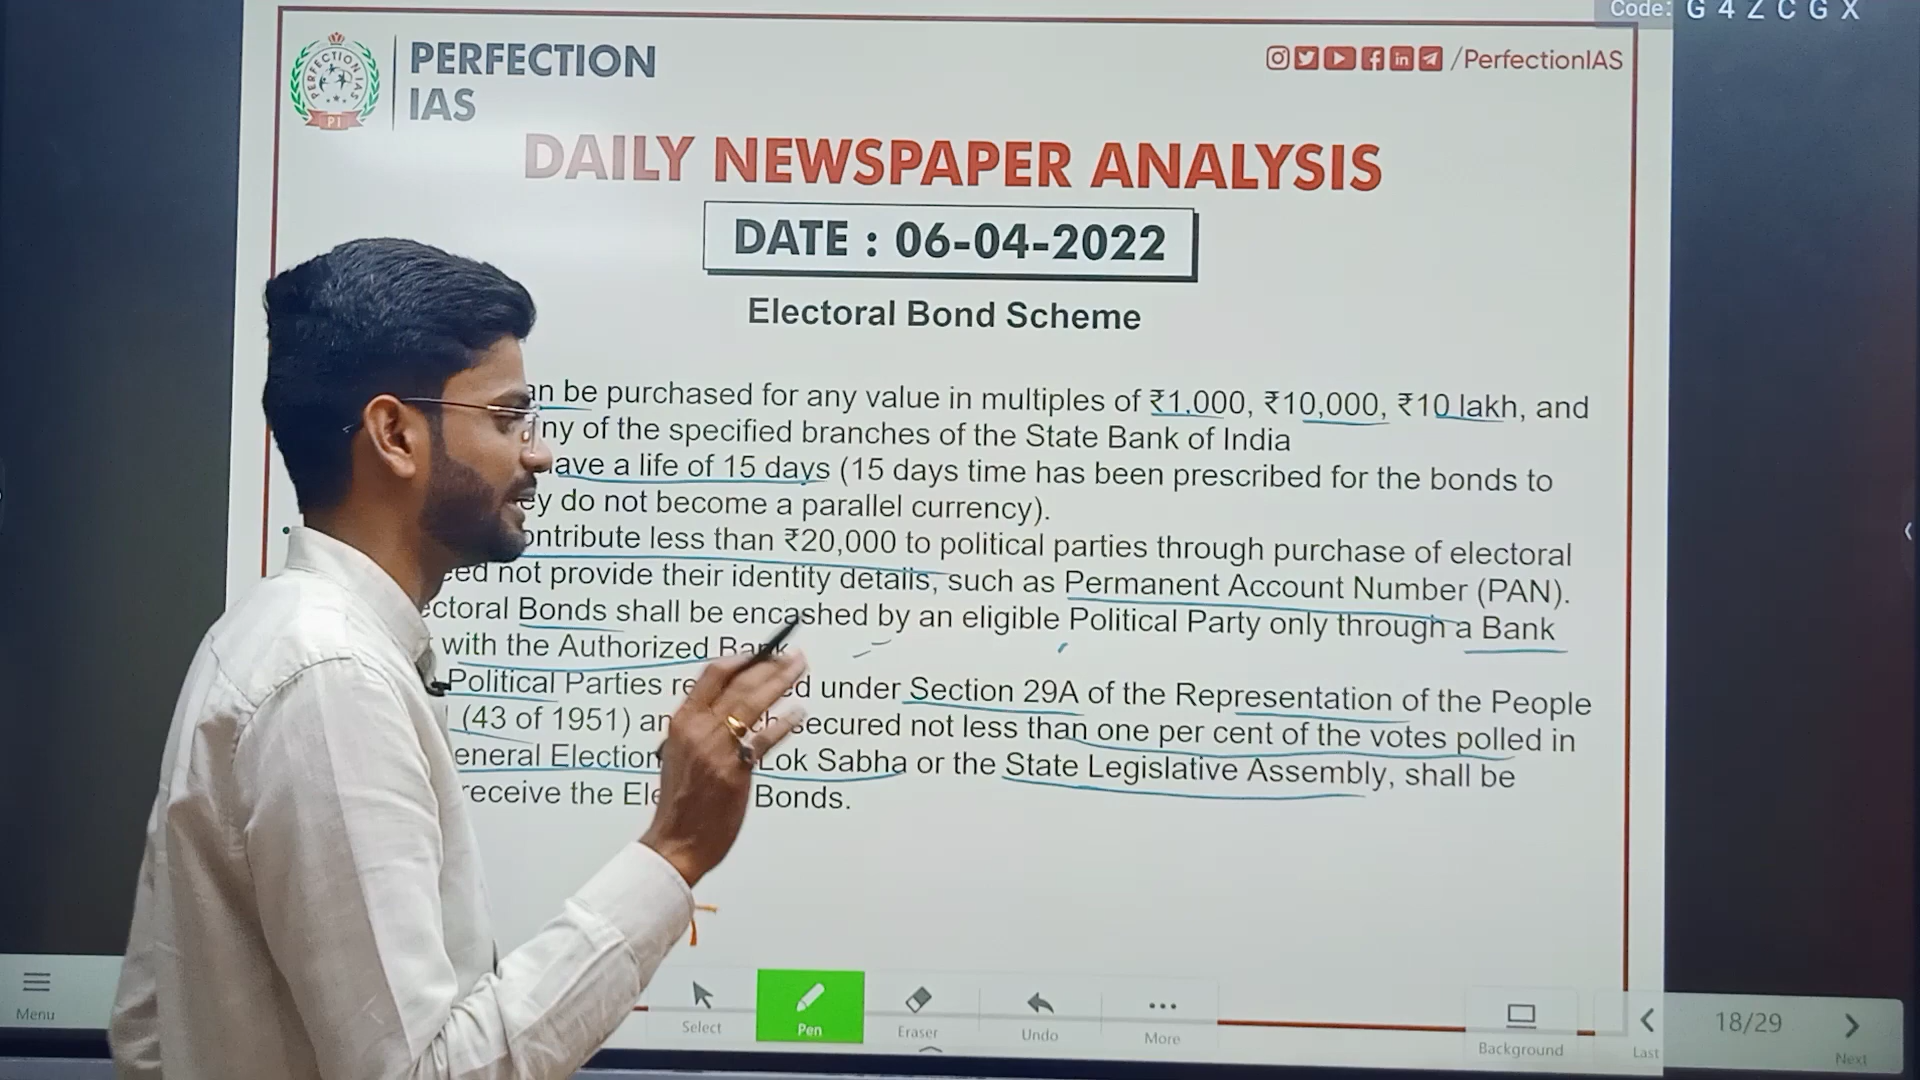 Code: G 4 Z C G X
PERFECTION
IAS
PERFECTION IAS
PI
/PerfectionIAS
DAILY NEWSPAPER ANALYSIS
DATE : 06-04-2022
Electoral Bond Scheme
an be purchased for any value in multiples of ₹1,000, ₹10,000, ₹10 lakh, and
ny of the specified branches of the State Bank of India
ave a life of 15 days (15 days time has been prescribed for the bonds to
ey do not become a parallel currency).
ontribute less than ₹20,000 to political parties through purchase of electoral
eed not provide their identity details, such as Permanent Account Number (PAN).
ectoral Bonds shall be encashed by an eligible Political Party only through a Bank
with the Authorized Bank
Political Parties re ed under Section 29A of the Representation of the People
(43 of 1951) an ch secured not less than one per cent of the votes polled in
eneral Election Lok Sabha or the State Legislative Assembly, shall be
receive the Ele Bonds.
Menu
Select
Pen
Eraser
Undo
More
Background
Last
18/29
Next